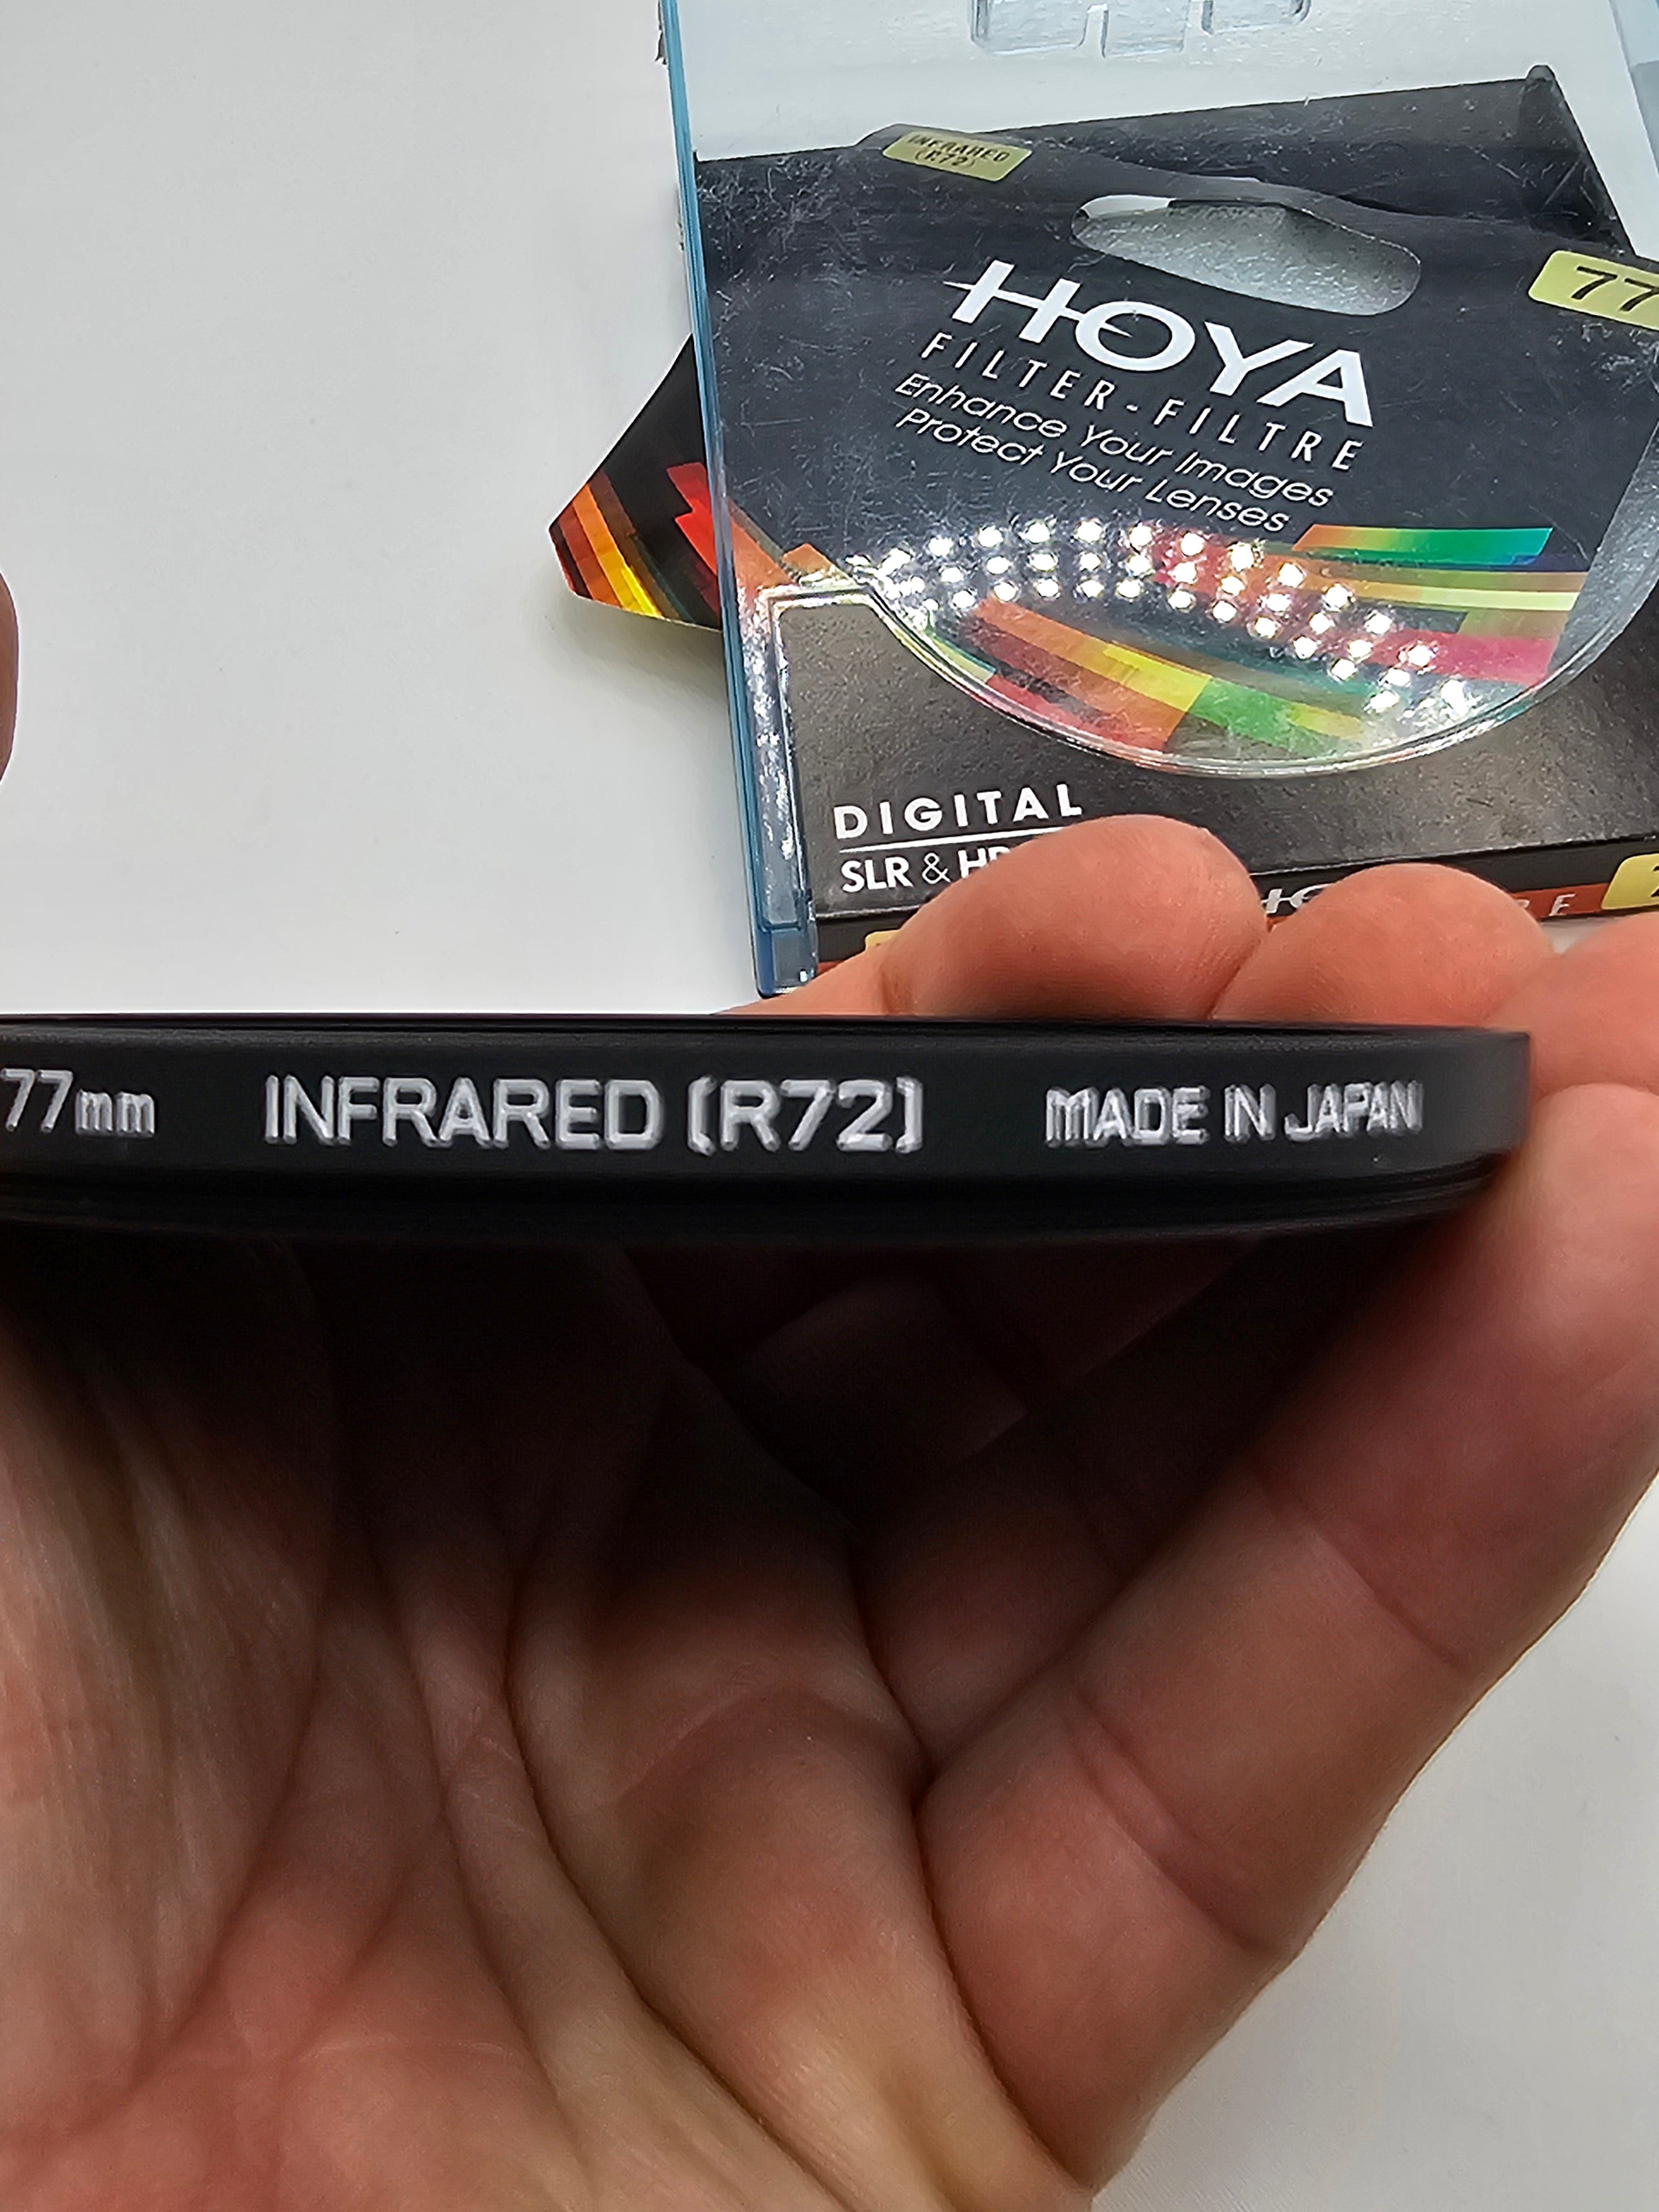 INFRARED
(R72)
77
HOYA
FILTER-FILTRE
Enhance Your Images
Protect Your Lenses
DIGITAL
SLR &
77mm INFRARED (R72) MADE IN JAPAN